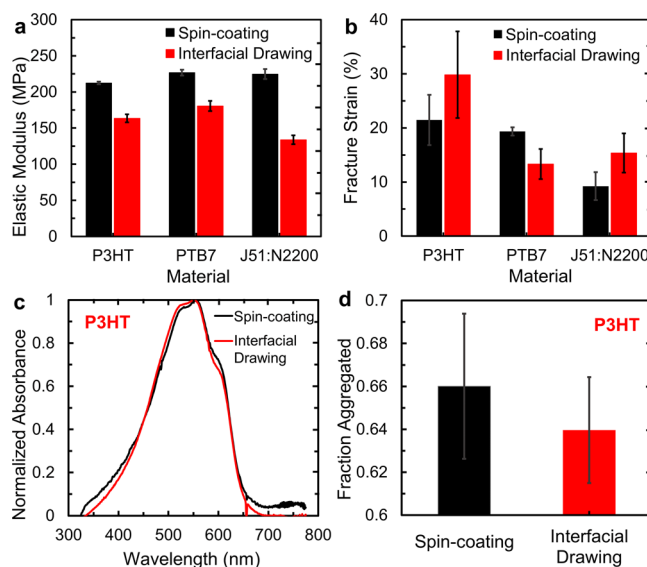 a
Spin-coating
Interfacial Drawing
Elastic Modulus (MPa)
250
200
150
100
50
0
P3HT
PTB7
J51:N2200
Material
b
Spin-coating
Interfacial Drawing
Fracture Strain (%)
40
30
20
10
0
P3HT
PTB7
J51:N2200
Material
c
P3HT
Spin-coating
Interfacial
Drawing
Normalized Absorbance
1
0.8
0.6
0.4
0.2
0
300
400
500
600
700
800
Wavelength (nm)
d
P3HT
Fraction Aggregated
0.7
0.68
0.66
0.64
0.62
0.6
Spin-coating
Interfacial
Drawing